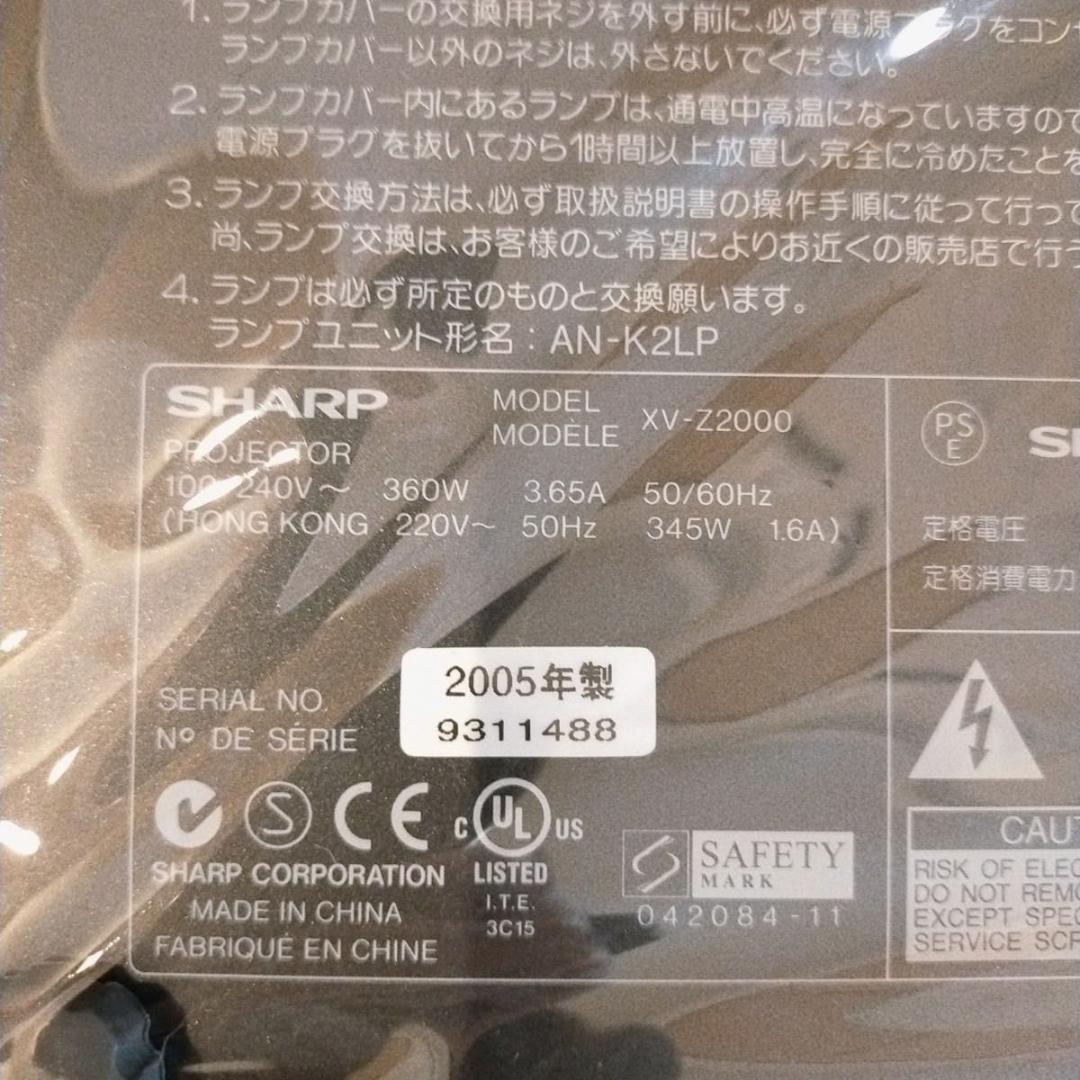 1. ランプカバーの交換用ネジを外す前に、必ず電源プラグをコン
ランプカバー以外のネジは、外さないでください。
2. ランプカバー内にあるランプは、通電中高温になっていますので
電源プラグを抜いてから1時間以上放置し、完全に冷めたことを
3. ランプ交換方法は、必ず取扱説明書の操作手順に従って行って
尚、ランプ交換は、お客様のご希望によりお近くの販売店で行う
4. ランプは必ず所定のものと交換願います。
ランプユニット形名：AN-K2LP
SHARP
PROJECTOR
MODEL
MODÈLE
XV-Z2000
100-240V～ 360W 3.65A 50/60Hz
(HONG KONG : 220V～ 50Hz 345W 1.6A)
SERIAL NO.
Nº DE SÉRIE
2005年製
9311488
S
CE
C UL US
LISTED
I.T.E.
3C15
SHARP CORPORATION
MADE IN CHINA
FABRIQUÉ EN CHINE
SAFETY
MARK
042084-11
PS
E
SH
定格電圧
定格消費電力
CAUT
RISK OF ELEC
DO NOT REMO
EXCEPT SPEC
SERVICE SCR